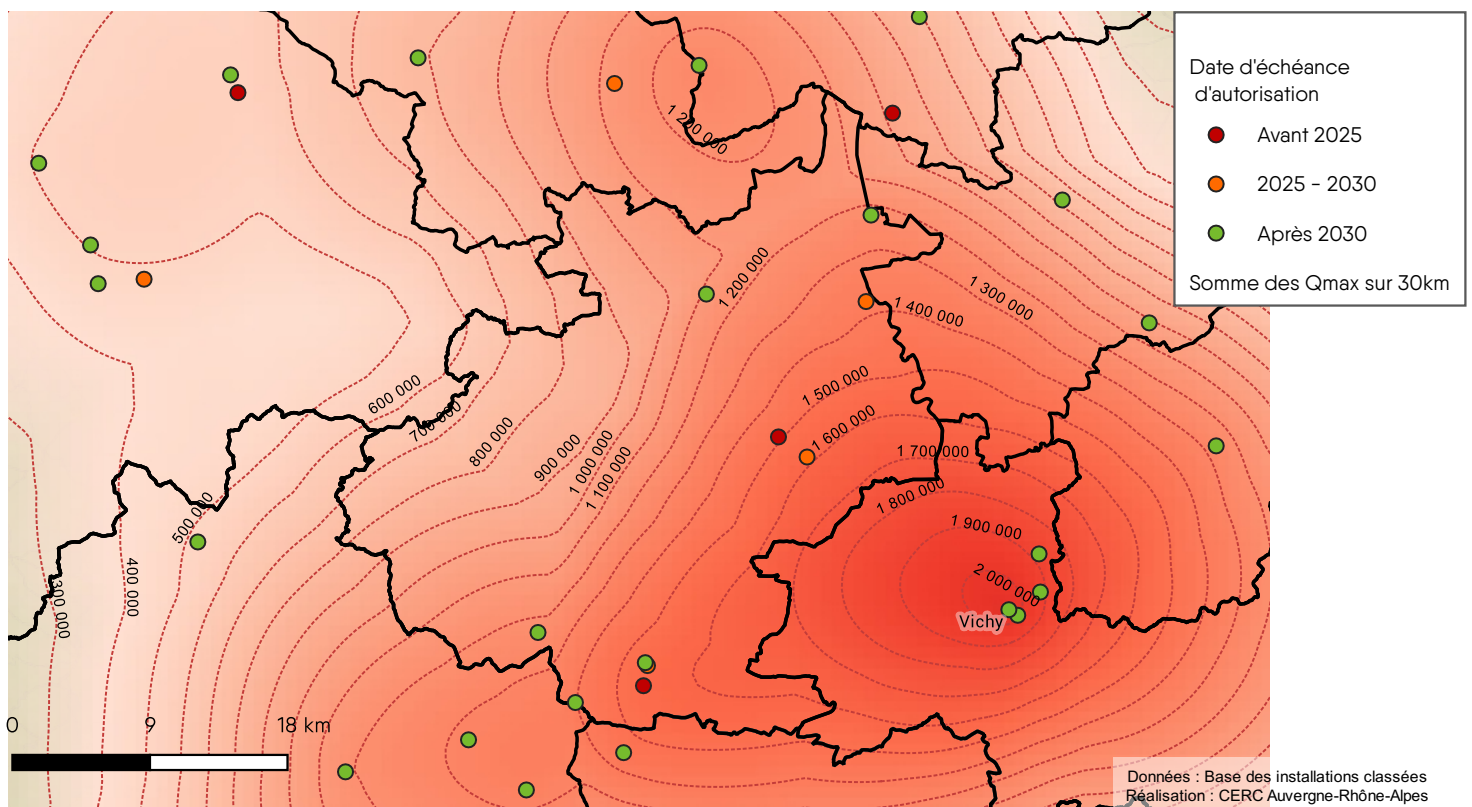 Date d'échéance
d'autorisation
Avant 2025
2025 - 2030
Après 2030
Somme des Qmax sur 30km
1 200 000
1 200 000
1 300 000
1 400 000
1 500 000
1 600 000
1 700 000
1 800 000
1 900 000
2 000 000
Vichy
600 000
700 000
800 000
900 000
1 000 000
1 100 000
500 000
400 000
300 000
0 9 18 km
Données : Base des installations classées
Réalisation : CERC Auvergne-Rhône-Alpes